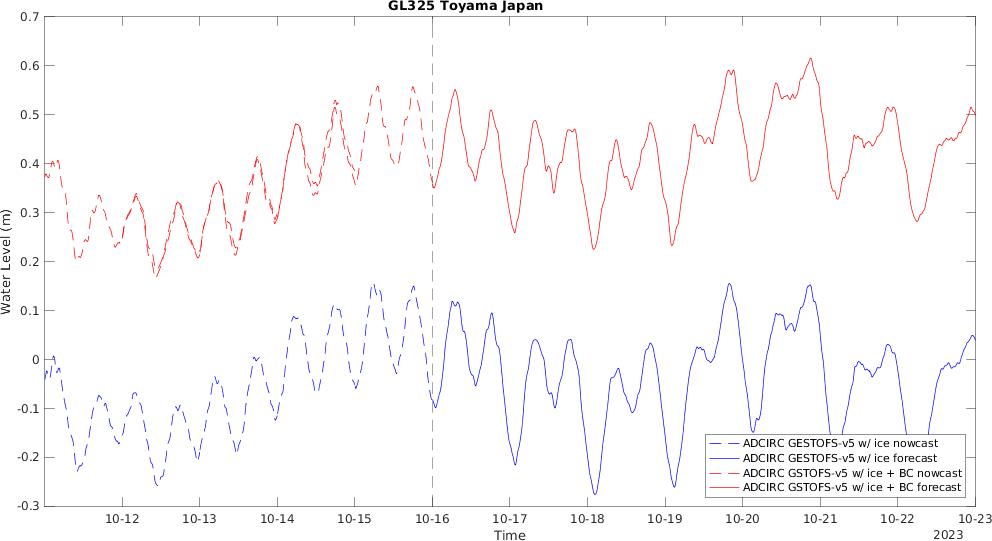 GL325 Toyama Japan
0.7
0.6
0.5
0.4
0.3
0.2
0.1
0
-0.1
-0.2
-0.3
Water Level (m)
ADCIRC GESTOFS-v5 w/ ice nowcast
ADCIRC GESTOFS-v5 w/ ice forecast
ADCIRC GSTOFS-v5 w/ ice + BC nowcast
ADCIRC GSTOFS-v5 w/ ice + BC forecast
10-12 10-13 10-14 10-15 10-16 10-17 10-18 10-19 10-20 10-21 10-22 10-23
Time
2023